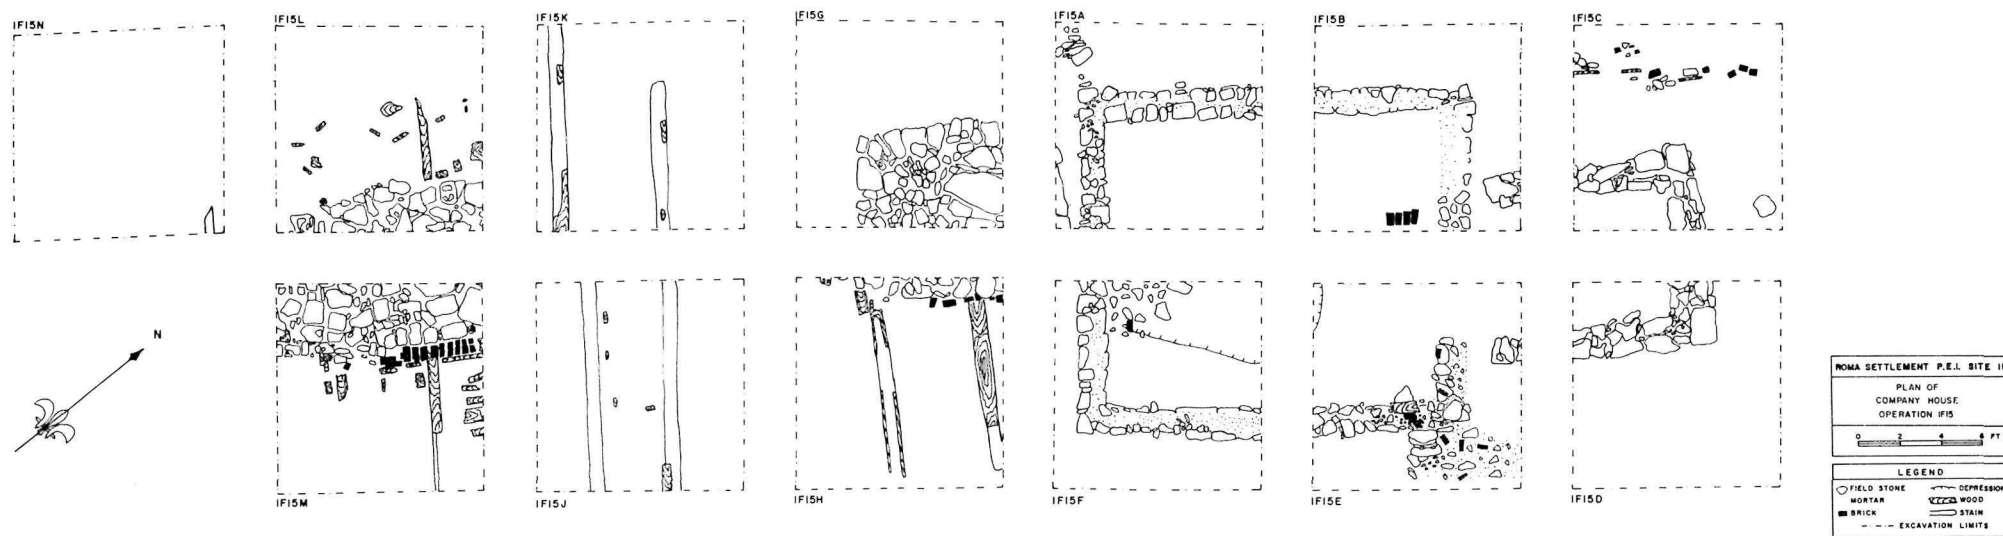 IF15N
IF15L
IF15K
IF15G
IF15A
IF15B
IF15C
N
IF15M
IF15J
IF15H
IF15F
IF15E
IF15D
ROMA SETTLEMENT P.E.I. SITE
PLAN OF
COMPANY HOUSE
OPERATION IF15
0 2 4 6 FT
LEGEND
FIELD STONE DEPRESSION
MORTAR WOOD
BRICK STAIN
EXCAVATION LIMITS